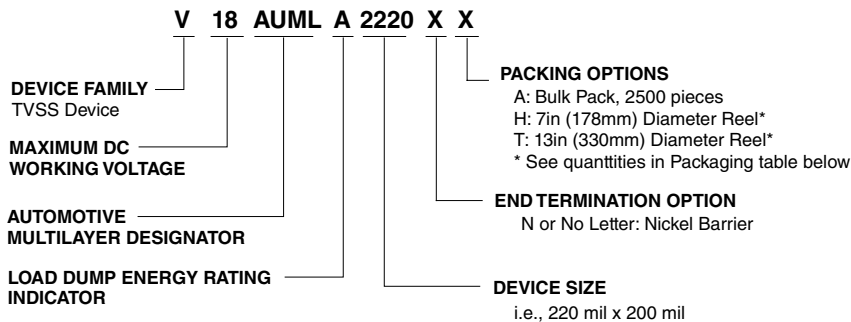 V 18 AUML A 2220 X X
DEVICE FAMILY
TVSS Device
MAXIMUM DC
WORKING VOLTAGE
AUTOMOTIVE
MULTILAYER DESIGNATOR
LOAD DUMP ENERGY RATING
INDICATOR
PACKING OPTIONS
A: Bulk Pack, 2500 pieces
H: 7in (178mm) Diameter Reel*
T: 13in (330mm) Diameter Reel*
* See quanttities in Packaging table below
END TERMINATION OPTION
N or No Letter: Nickel Barrier
DEVICE SIZE
i.e., 220 mil x 200 mil